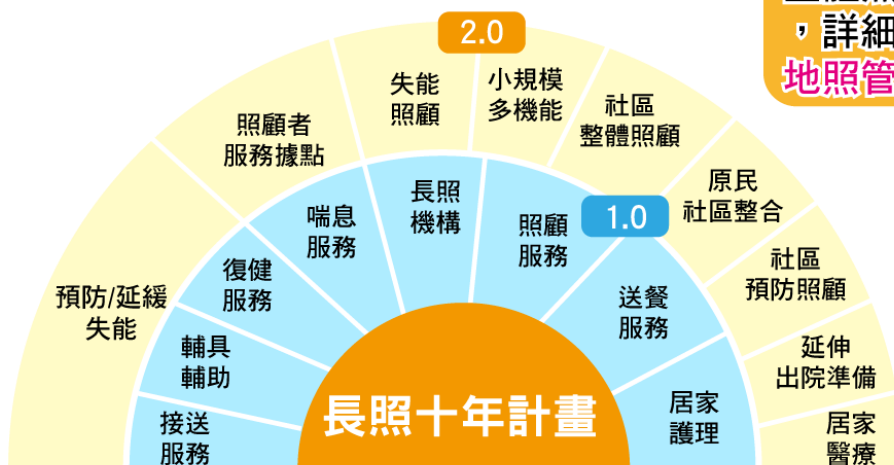 ，詳細
地照管
2.0
失能
照顧
小規模
多機能
社區
整體照顧
照顧者
服務據點
原民
社區整合
長照
機構
喘息
服務
照顧
服務
1.0
社區
預防照顧
復健
服務
送餐
服務
預防/延緩
失能
輔具
輔助
延伸
出院準備
長照十年計畫
居家
護理
接送
服務
居家
醫療